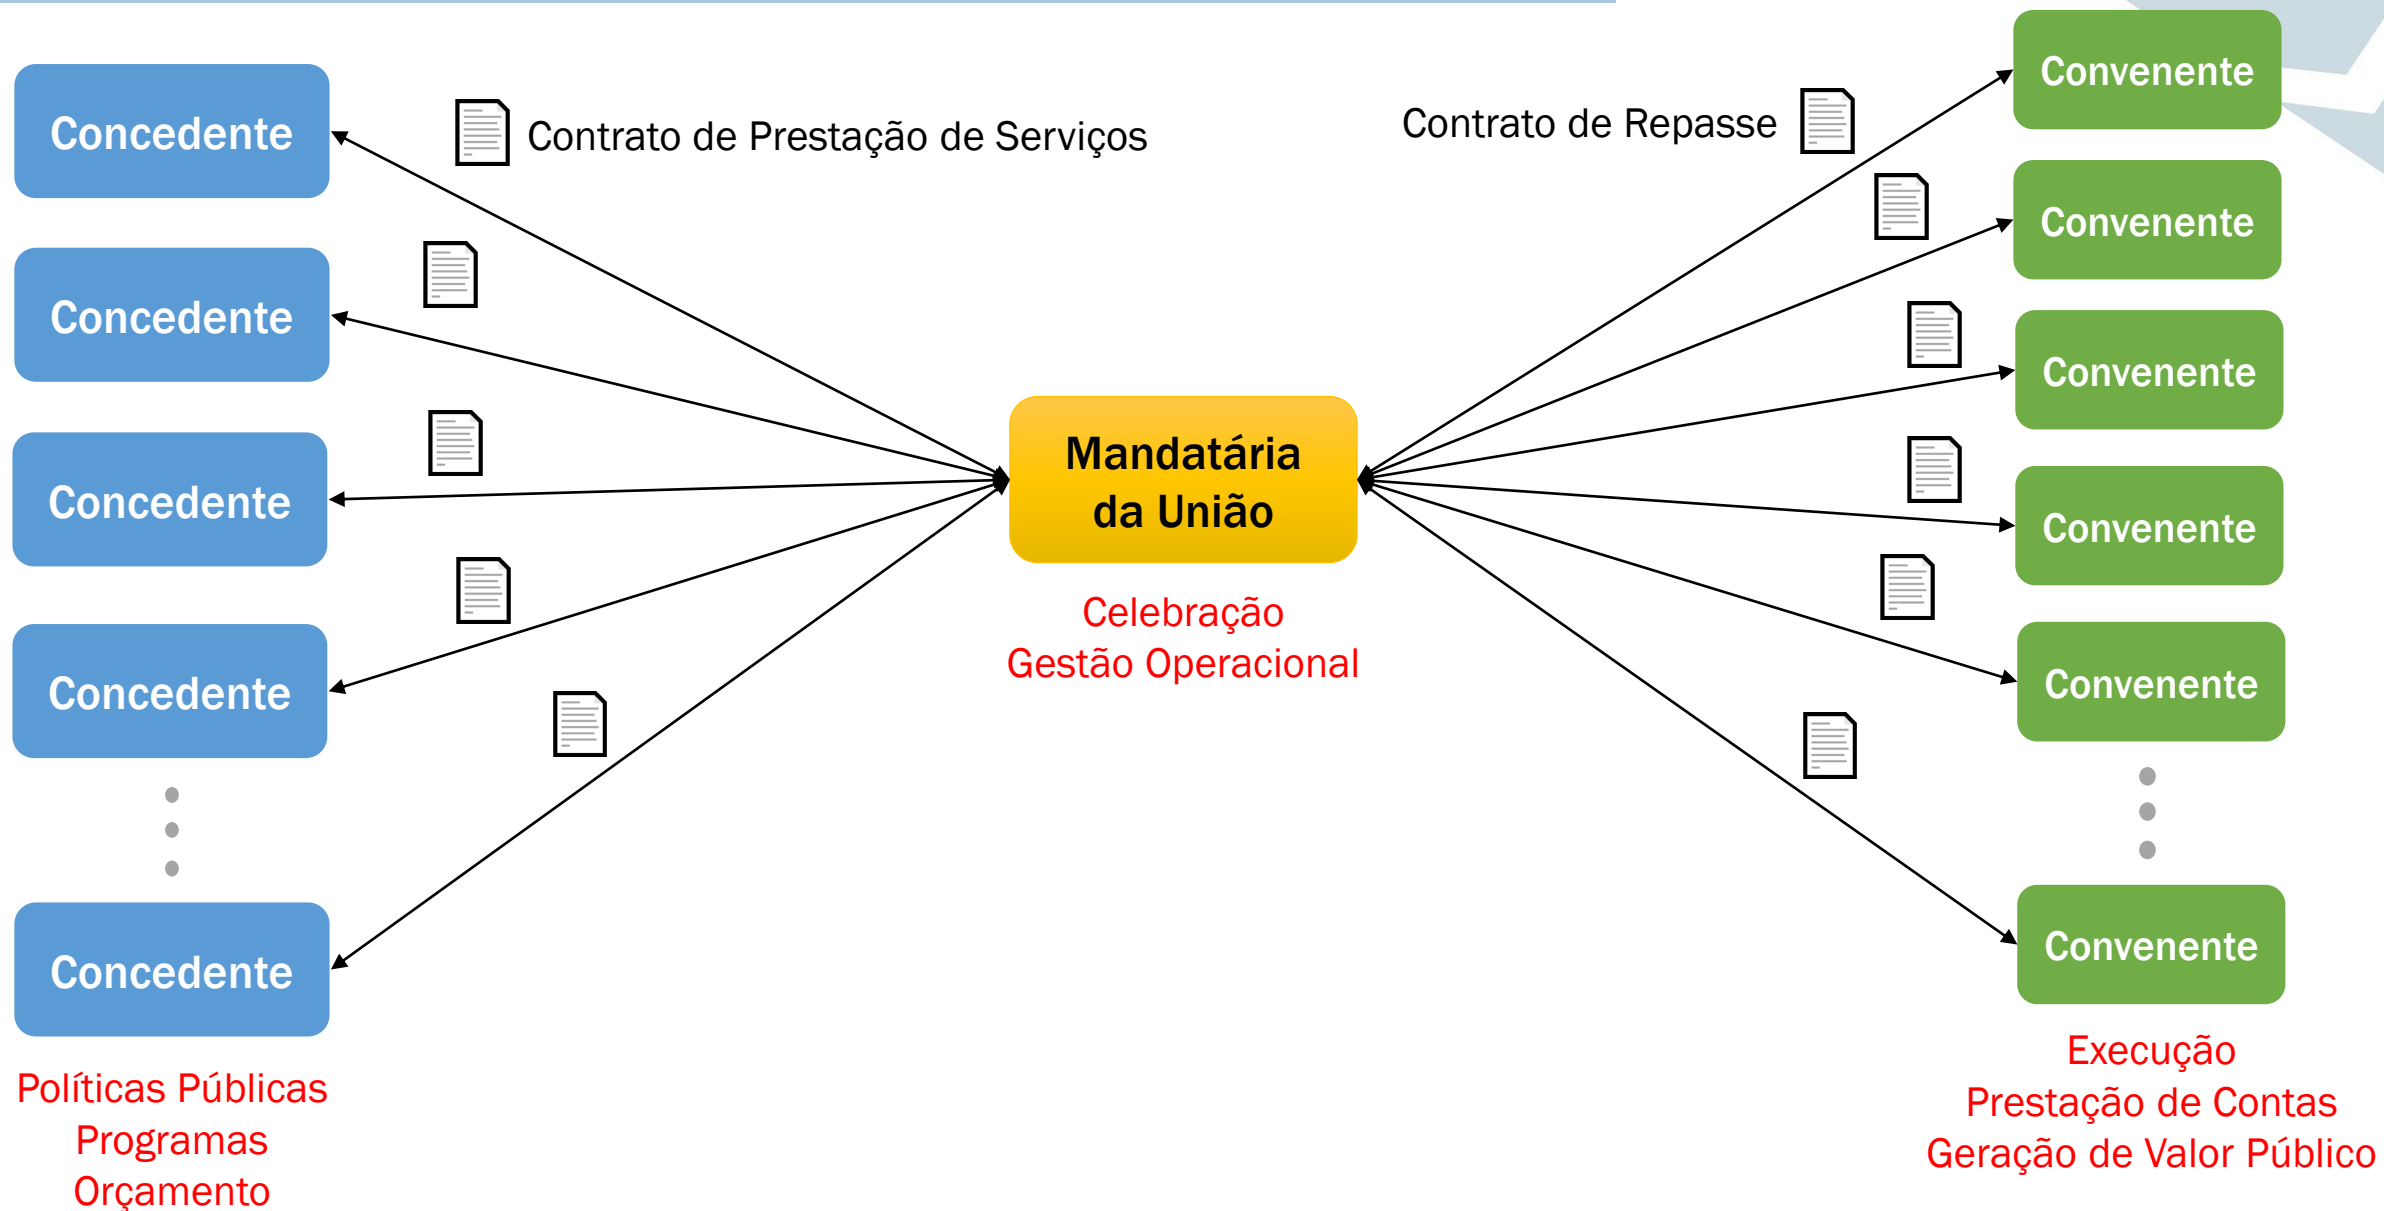 Concedente
Concedente
Concedente
Concedente
Concedente
Políticas Públicas
Programas
Orçamento
Contrato de Prestação de Serviços
Mandatária
da União
Celebração
Gestão Operacional
Contrato de Repasse
Convenente
Convenente
Convenente
Convenente
Convenente
Convenente
Execução
Prestação de Contas
Geração de Valor Público